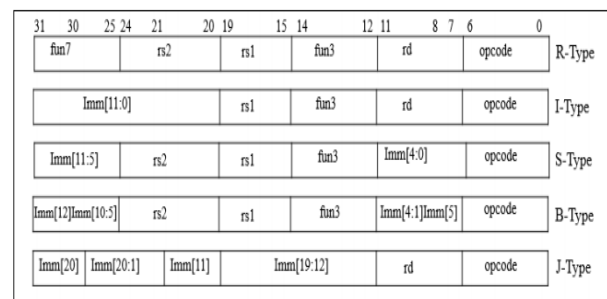 31 30 25 24 21 20 19 15 14 12 11 8 7 6 0
fun7 rs2 rs1 fun3 rd opcode R-Type
Imm[11:0] rs1 fun3 rd opcode I-Type
Imm[11:5] rs2 rs1 fun3 Imm[4:0] opcode S-Type
Imm[12]Imm[10:5] rs2 rs1 fun3 Imm[4:1]Imm[5] opcode B-Type
Imm[20] Imm[20:1] Imm[11] Imm[19:12] rd opcode J-Type